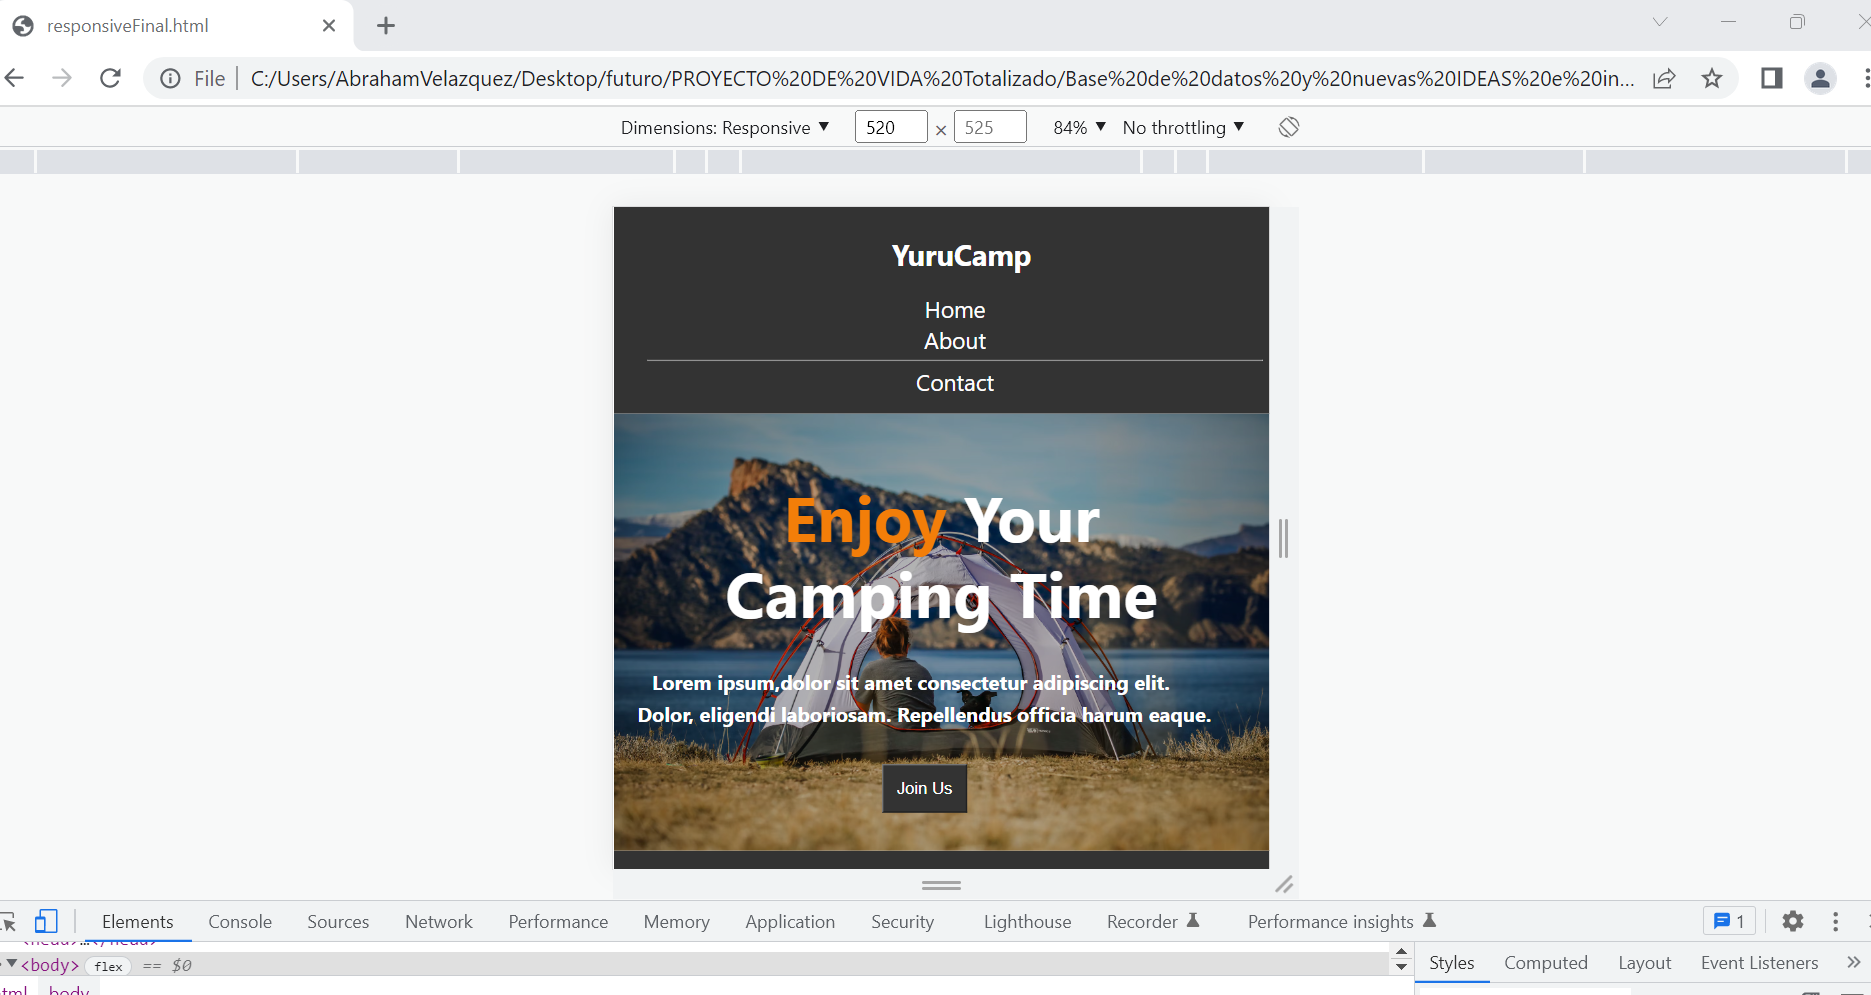 responsiveFinal.html
File
C:/Users/AbrahamVelazquez/Desktop/futuro/PROYECTO%20DE%20VIDA%20Totalizado/Base%20de%20datos%20y%20nuevas%20IDEAS%20e%20in...
Dimensions: Responsive ▼ 520 × 525 84% ▼ No throttling ▼
YuruCamp
Home
About
Contact
Enjoy Your
Camping Time
Lorem ipsum,dolor sit amet consectetur adipiscing elit.
Dolor, eligendi laboriosam. Repellendus officia harum eaque.
Join Us
Elements Console Sources Network Performance Memory Application Security Lighthouse Recorder Performance insights 1
<head>…</head>
<body> flex == $0
html body
Styles Computed Layout Event Listeners »